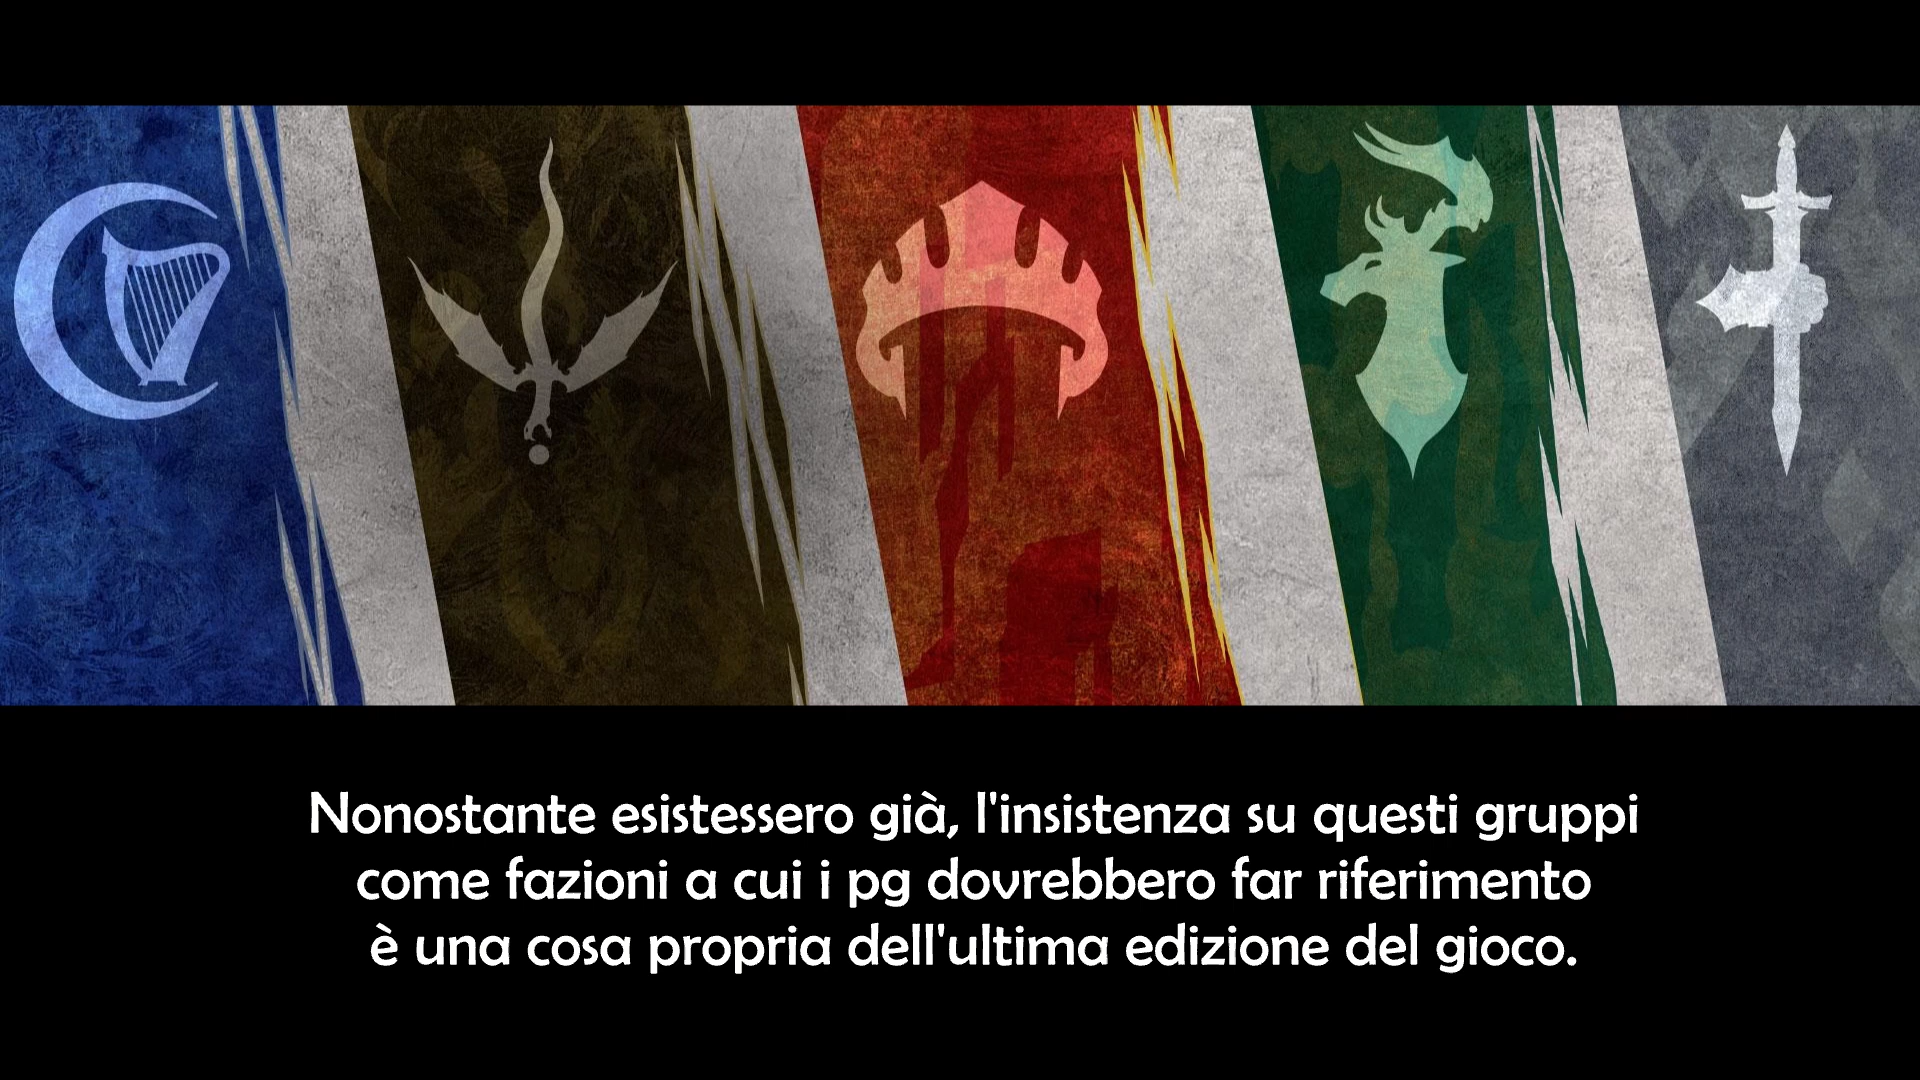 Nonostante esistessero già, l'insistenza su questi gruppi
come fazioni a cui i pg dovrebbero far riferimento
è una cosa propria dell'ultima edizione del gioco.